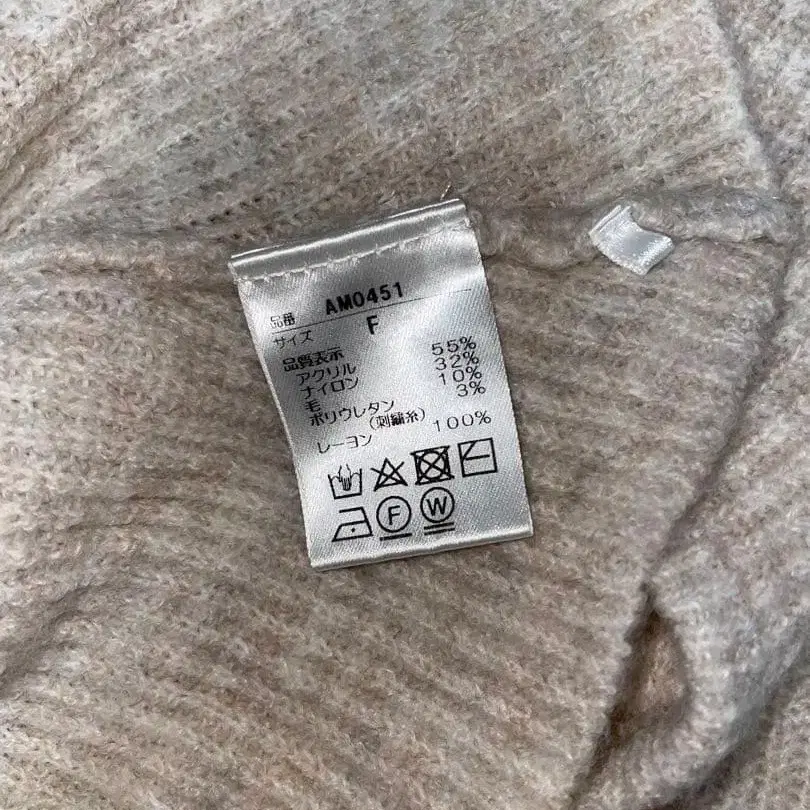 品番 AM0451
サイズ F
品質表示
アクリル 55%
ナイロン 32%
毛 10%
ポリウレタン 3%
(刺繍糸)
レーヨン 100%
F W